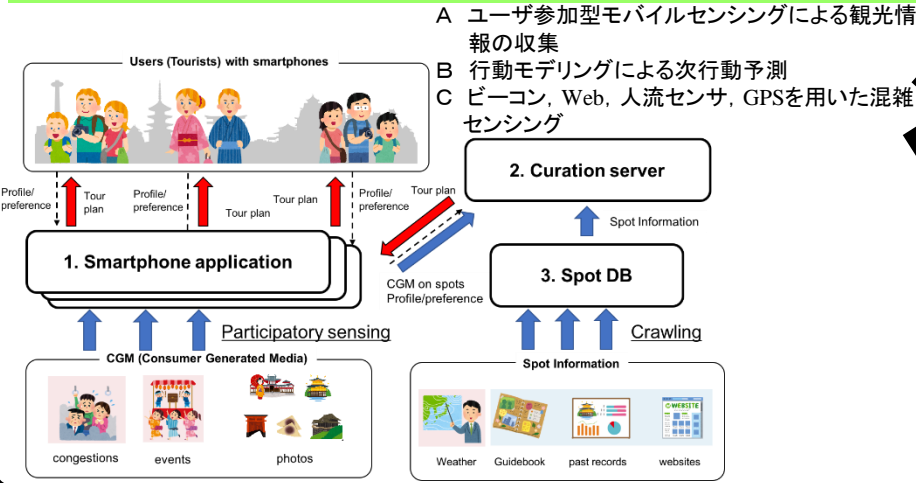 A ユーザ参加型モバイルセンシングによる観光情
報の収集
B 行動モデリングによる次行動予測
C ビーコン，Web，人流センサ，GPSを用いた混雑
センシング
Users (Tourists) with smartphones
Profile/
preference
Tour
plan
Profile/
preference
Tour plan
Tour plan
Profile/
preference
Tour plan
2. Curation server
Spot Information
1. Smartphone application
CGM on spots
Profile/preference
3. Spot DB
Participatory sensing
Crawling
CGM (Consumer Generated Media)
congestions
events
photos
Spot Information
WEBSITE
Weather
Guidebook
past records
websites